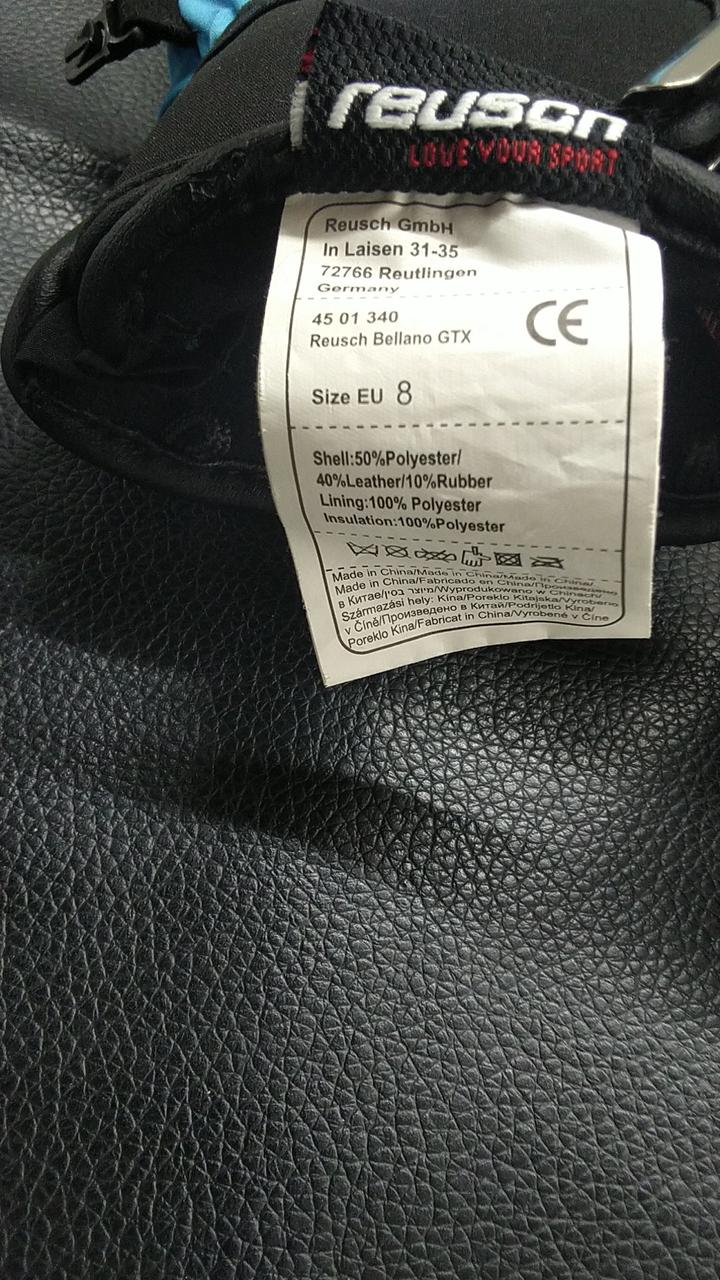 reusch
LOVE YOUR SPORT
Reusch GmbH
In Laisen 31-35
72766 Reutlingen
Germany
45 01 340
Reusch Bellano GTX
CE
Size EU 8
Shell:50%Polyester/
40%Leather/10%Rubber
Lining:100% Polyester
Insulation:100%Polyester
Made in China/Made in China/Made in China/
Made in China/Fabricado en China/Произведено
в Китае/מיוצר בסין/Wyprodukowano w Chinach/
Származási hely: Kína/Poreklo Kitajska/Vyrobeno
v Číně/Произведено в Китай/Podrijetlo Kina/
Poreklo Kina/Fabricat in China/Vyrobené v Číne